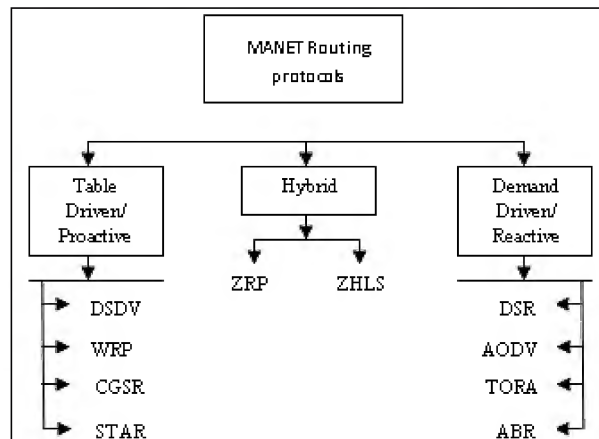 MANET Routing
protocols
Table
Driven/
Proactive
Hybrid
Demand
Driven/
Reactive
ZRP
ZHLS
DSDV
WRP
CGSR
STAR
DSR
AODV
TORA
ABR